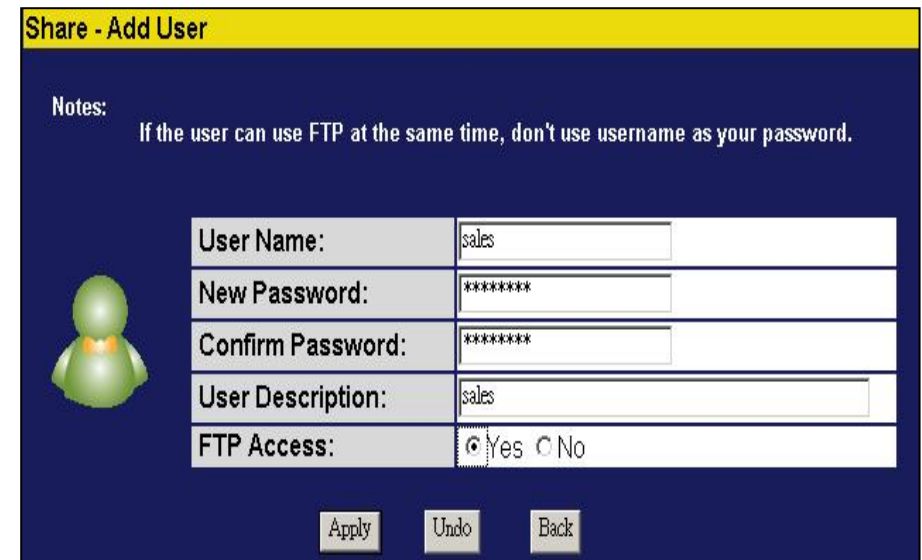 Share - Add User
Notes:
If the user can use FTP at the same time, don't use username as your password.
User Name: sales
New Password: ********
Confirm Password: ********
User Description: sales
FTP Access: Yes No
Apply Undo Back